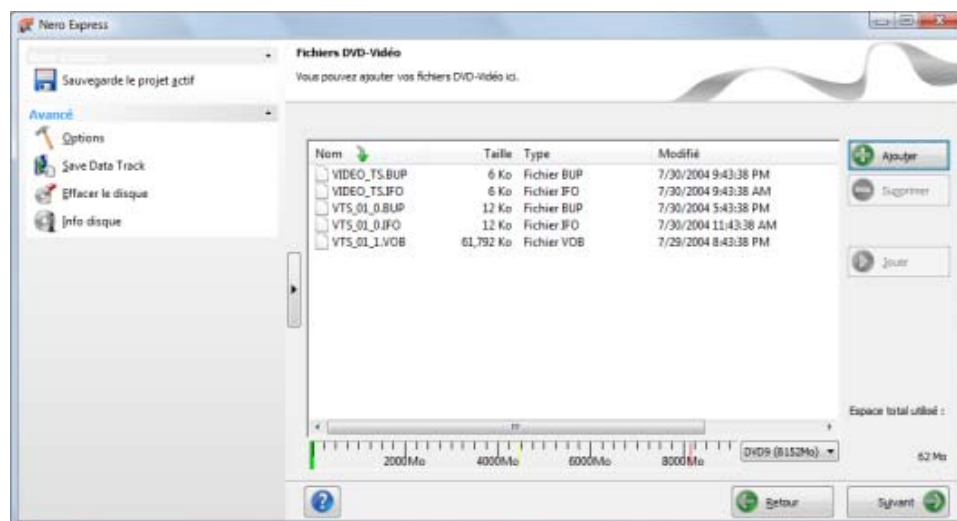 Nero Express
Sauvegarde le projet actif
Avancé
Options
Save Data Track
Effacer le disque
Info disque
Fichiers DVD-Vidéo
Vous pouvez ajouter vos fichiers DVD-Vidéo ici.
Nom Taille Type Modifié
VIDEO_TS.BUP 6 Ko Fichier BUP 7/30/2004 9:43:38 PM
VIDEO_TS.IFO 6 Ko Fichier IFO 7/30/2004 9:43:38 AM
VTS_01_0.BUP 12 Ko Fichier BUP 7/30/2004 5:43:38 PM
VTS_01_0.IFO 12 Ko Fichier IFO 7/30/2004 11:43:38 AM
VTS_01_1.VOB 61,792 Ko Fichier VOB 7/29/2004 8:43:38 PM
Ajouter
Supprimer
Jouer
Espace total utilisé :
2000Mo 4000Mo 6000Mo 8000Mo DVD9 (8152Mo) 62 Mo
Retour Suivant